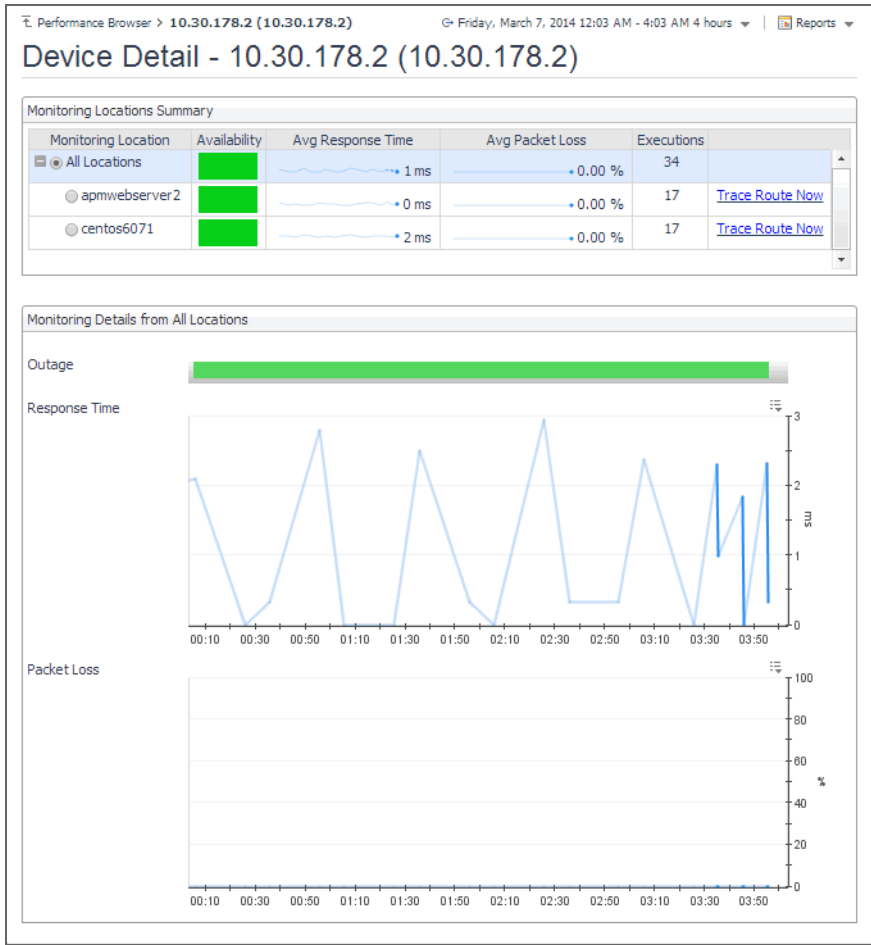 Performance Browser > 10.30.178.2 (10.30.178.2) Friday, March 7, 2014 12:03 AM - 4:03 AM 4 hours | Reports
Device Detail - 10.30.178.2 (10.30.178.2)
Monitoring Locations Summary
Monitoring Location Availability Avg Response Time Avg Packet Loss Executions
All Locations 1 ms 0.00 % 34
apmwebserver2 0 ms 0.00 % 17 Trace Route Now
centos6071 2 ms 0.00 % 17 Trace Route Now
Monitoring Details from All Locations
Outage
Response Time
3
2
ms
1
0
00:10 00:30 00:50 01:10 01:30 01:50 02:10 02:30 02:50 03:10 03:30 03:50
Packet Loss
100
80
60
%
40
20
0
00:10 00:30 00:50 01:10 01:30 01:50 02:10 02:30 02:50 03:10 03:30 03:50